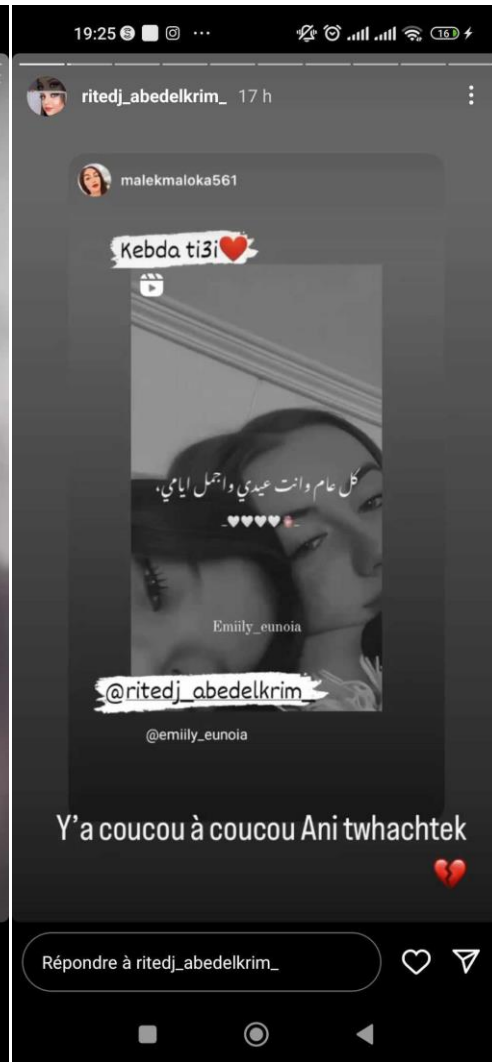 19:25
16
ritedj_abedelkrim_ 17 h
malekmaloka561
Kebda ti3i❤️
كل عام وانت عيدي واجمل ايامي،
Emiily_eunoia
@ritedj_abedelkrim_
@emiily_eunoia
Y'a coucou à coucou Ani twhachtek
💔
Répondre à ritedj_abedelkrim_